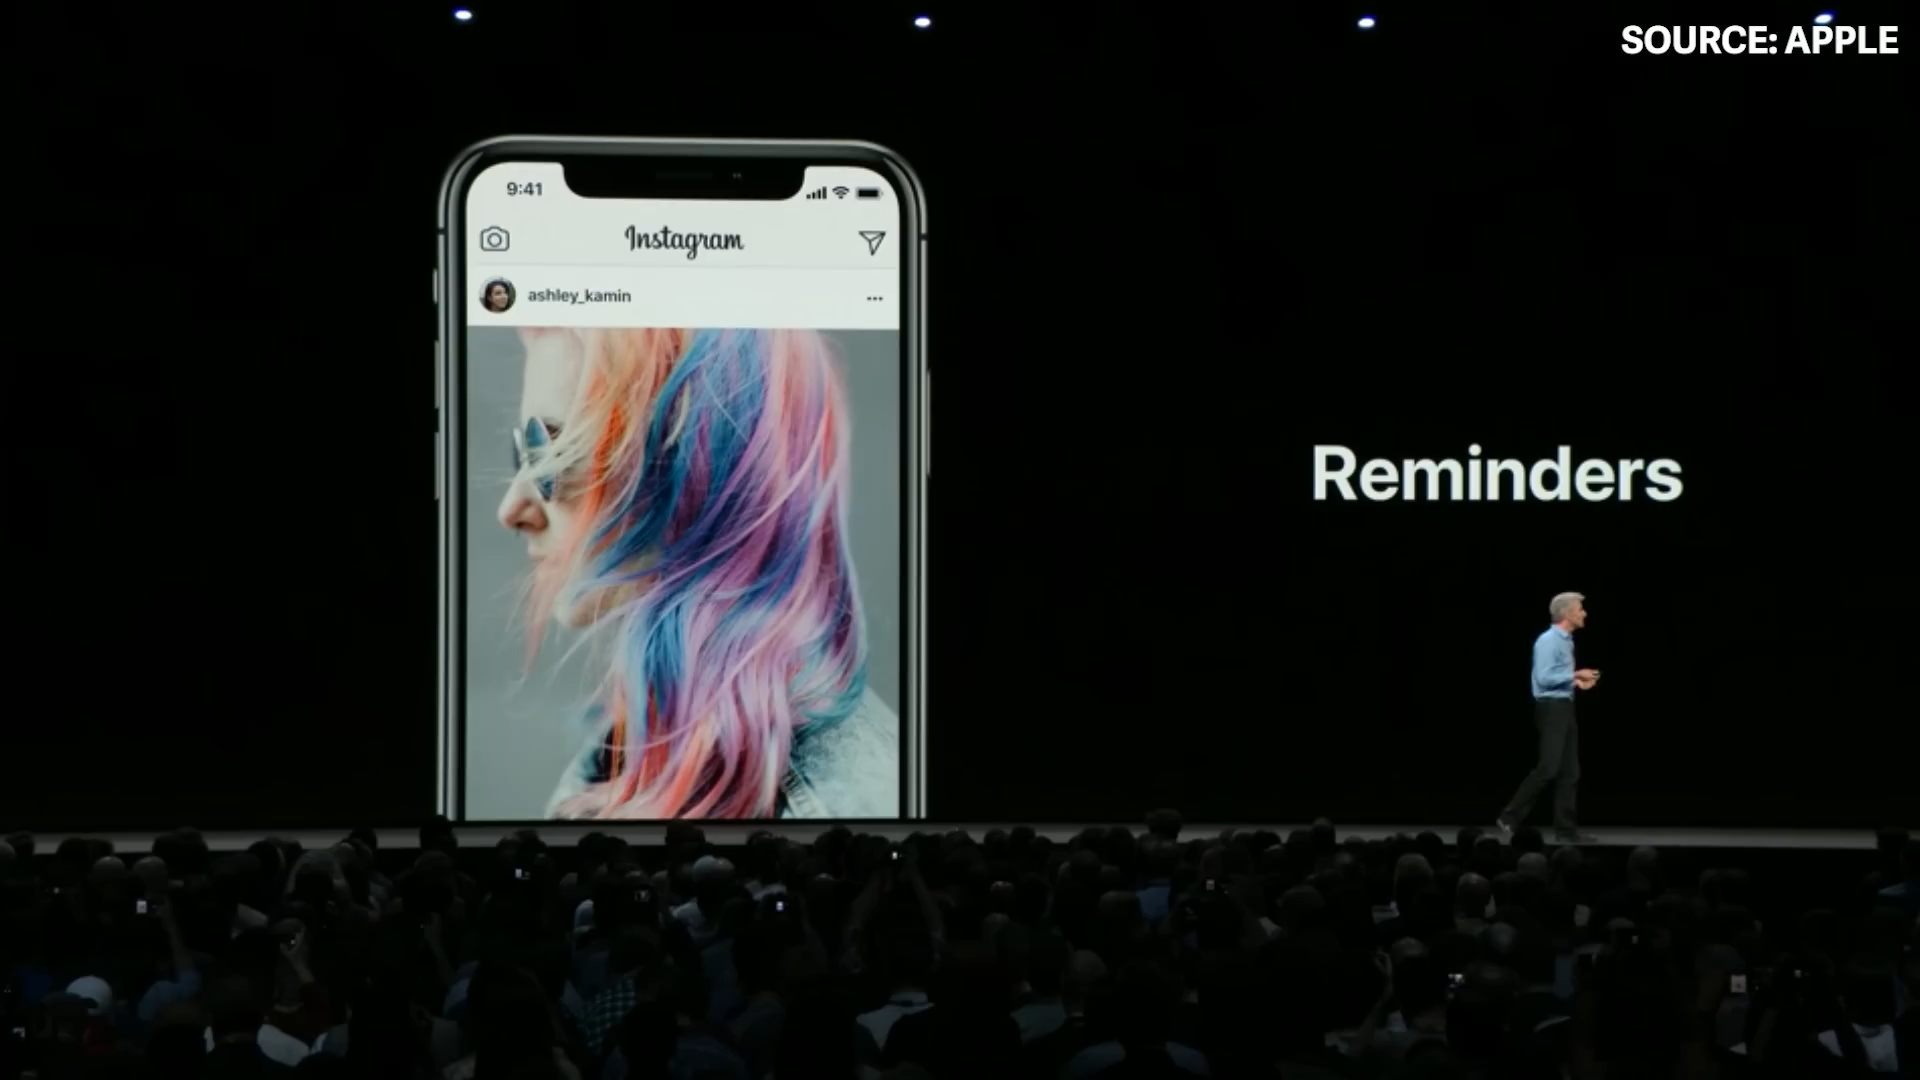 SOURCE: APPLE
9:41
Instagram
ashley_kamin
Reminders